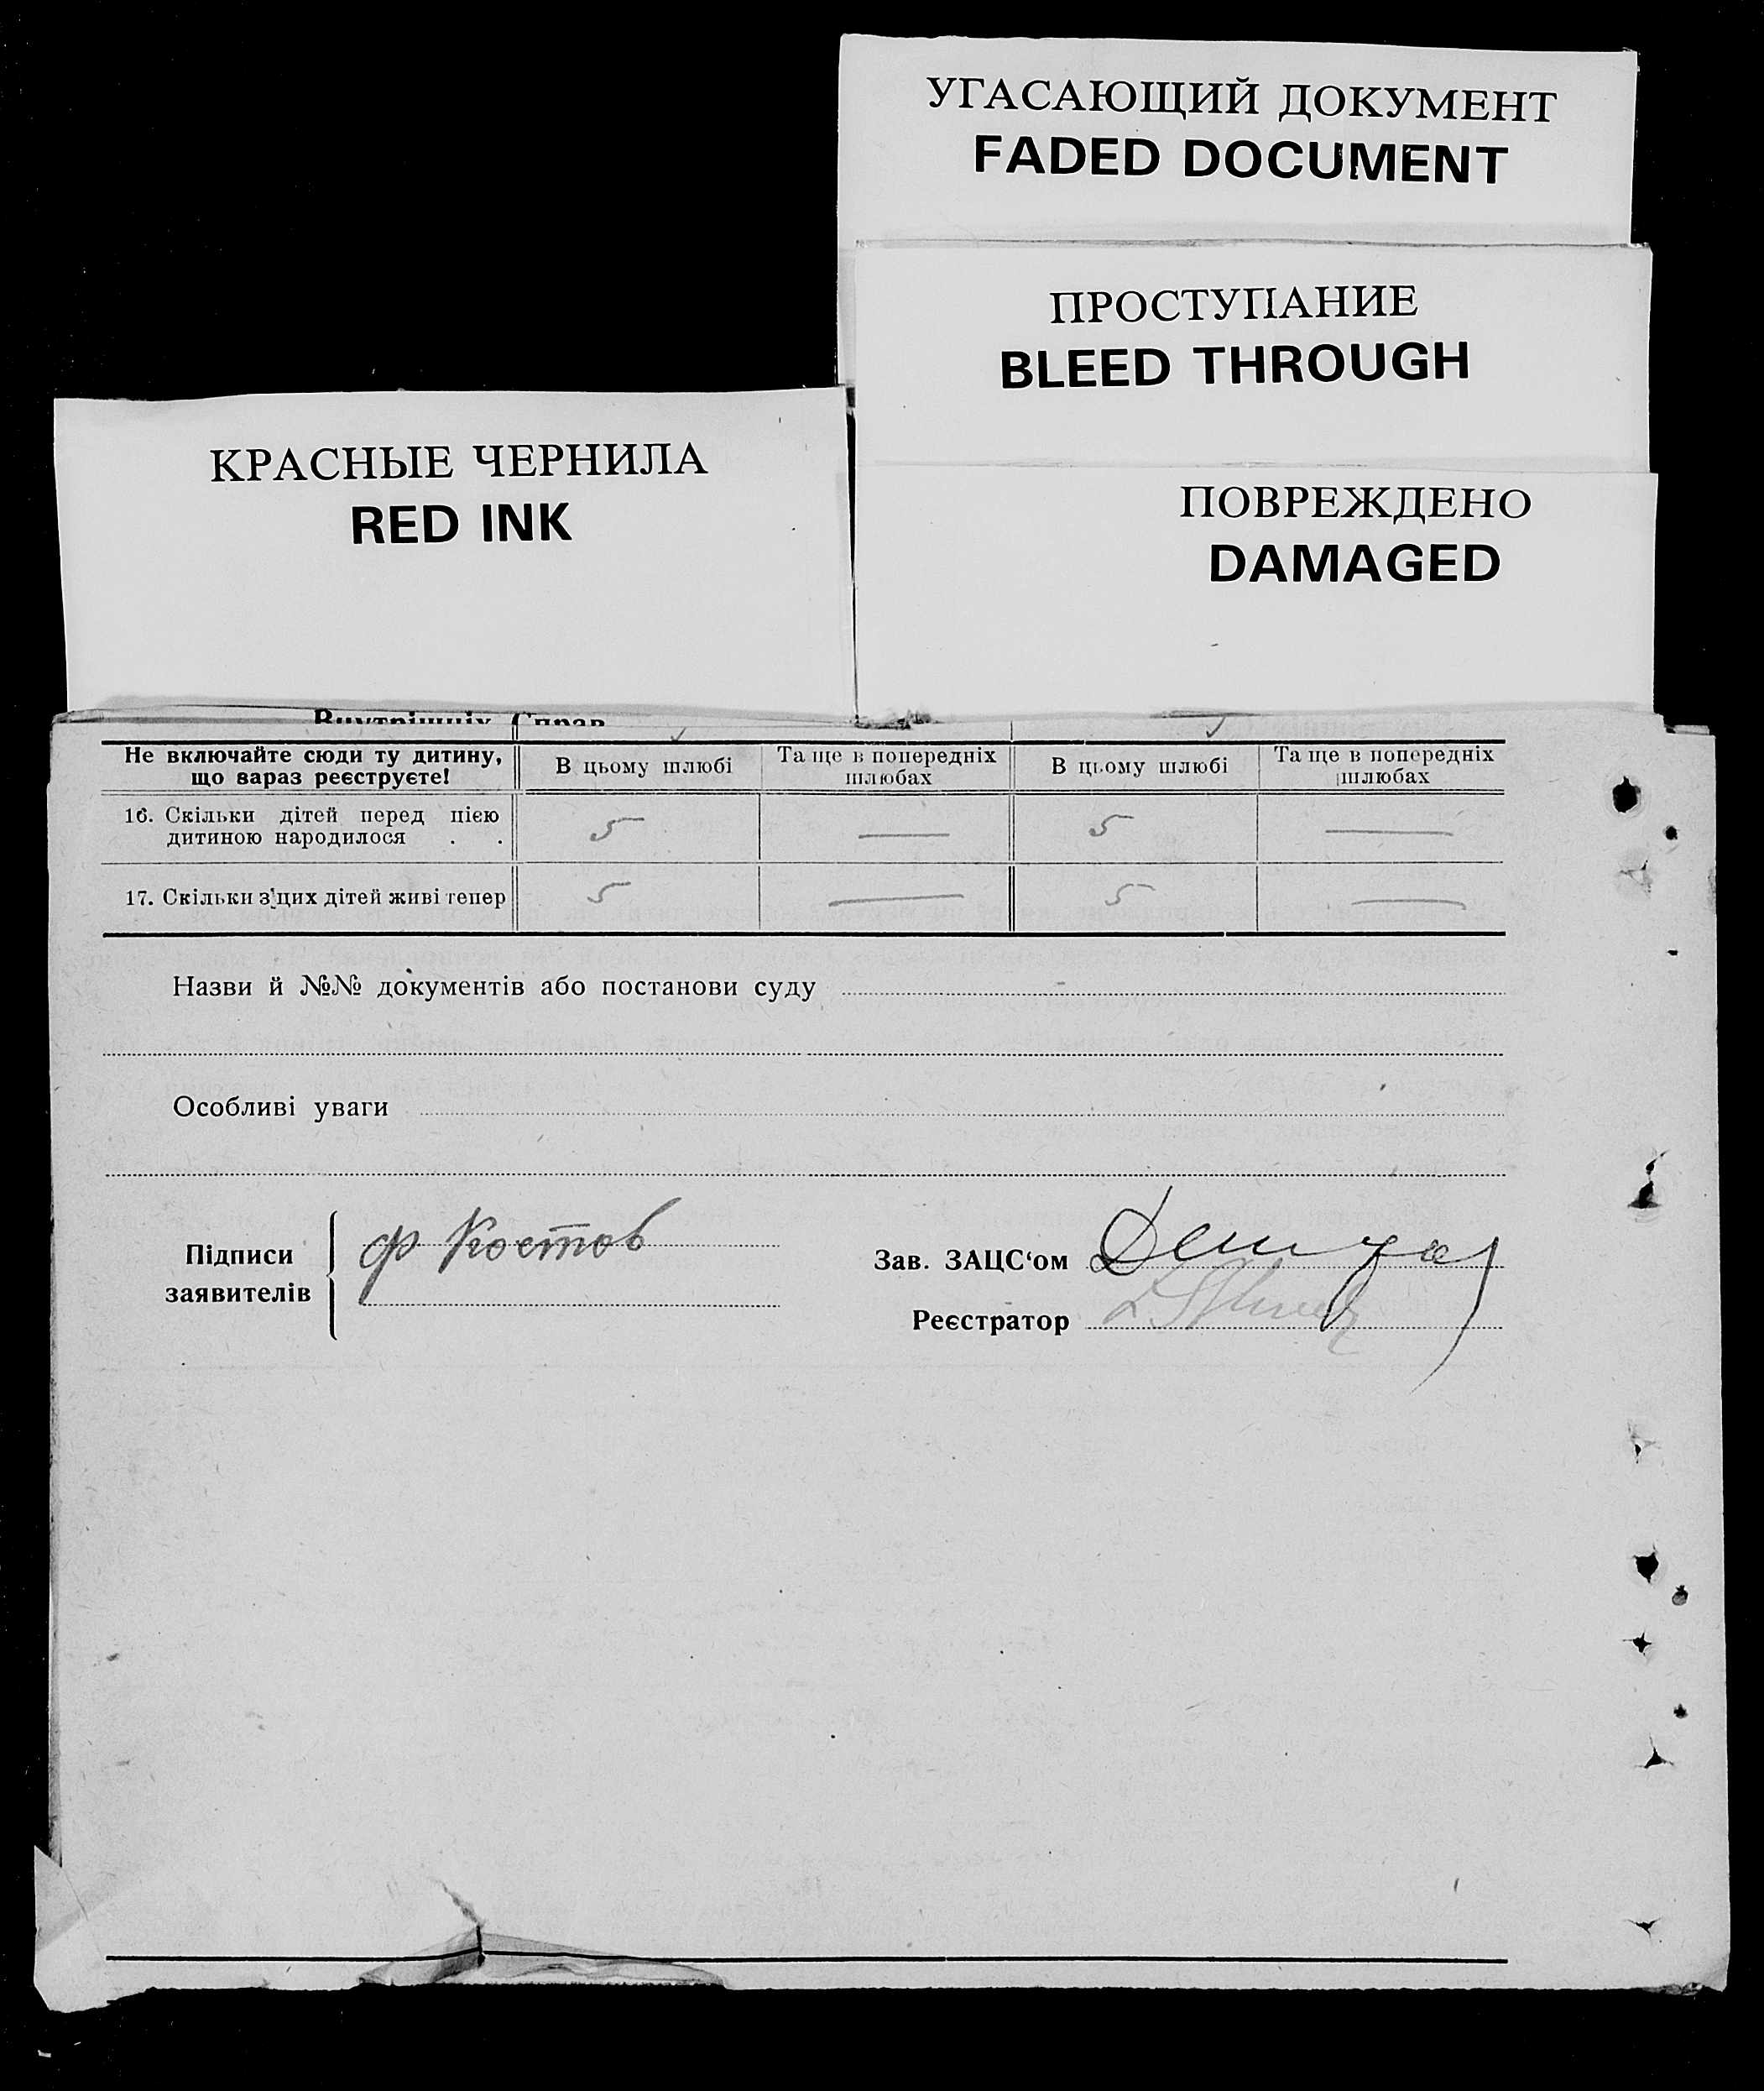 УГАСАЮЩИЙ ДОКУМЕНТ
FADED DOCUMENT
ПРОСТУПАНИЕ
BLEED THROUGH
КРАСНЫЕ ЧЕРНИЛА
RED INK
ПОВРЕЖДЕНО
DAMAGED
Внутрішніх Справ
Не включайте сюди ту дитину, що вараз реєструєте! В цьому шлюбі Та ще в попередніх шлюбах В цьому шлюбі Та ще в попередніх шлюбах
16. Скільки дітей перед цією
дитиною народилося . . 5 — 5 —
17. Скільки з'цих дітей живі тепер 5 — 5 —
Назви й №№ документів або постанови суду
Особливі уваги
Підписи
заявителів
Ф Костов
Зав. ЗАЦС'ом
Реєстратор